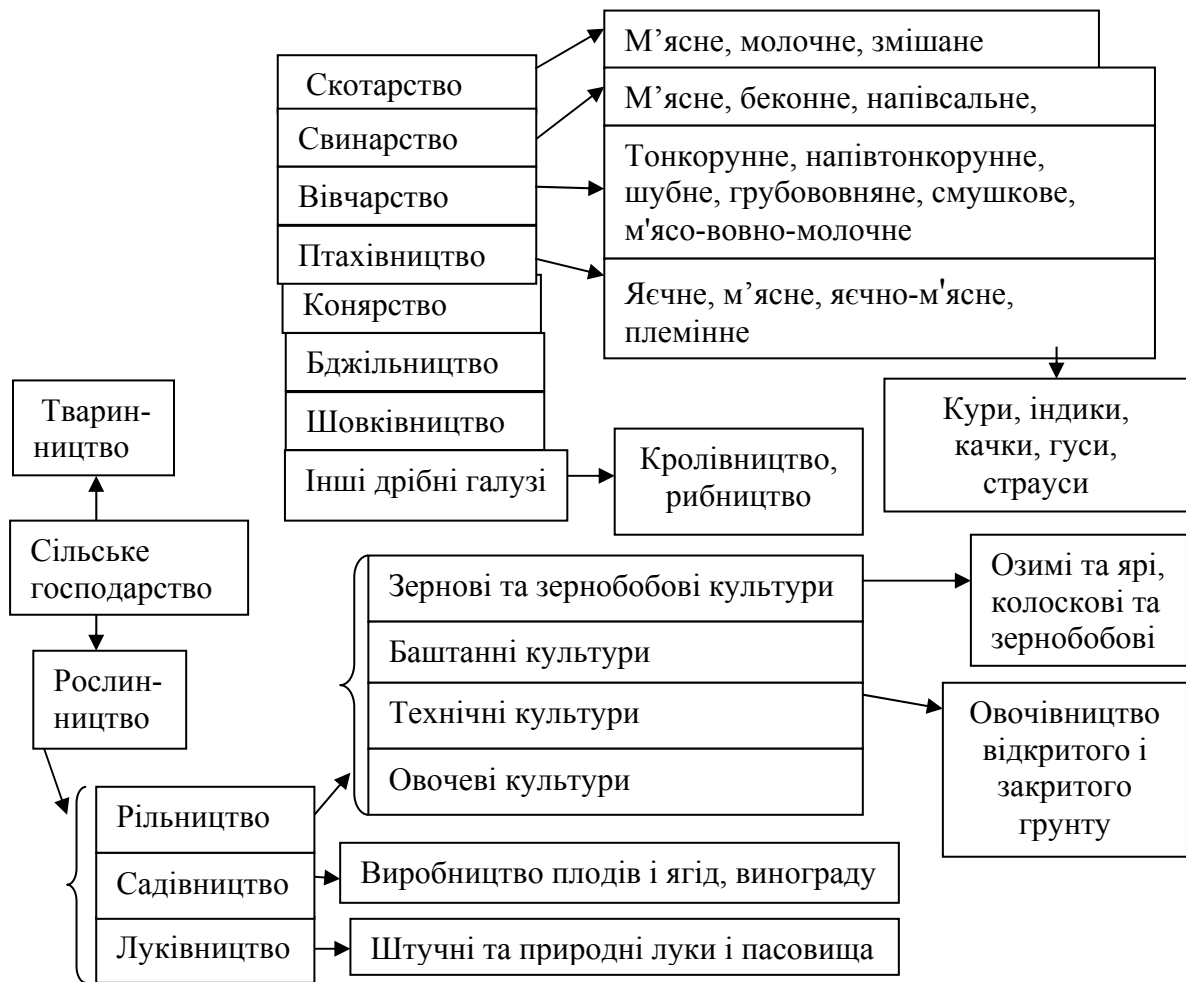 М’ясне, молочне, змішане
Скотарство
М’ясне, беконне, напівсальне,
Свинарство
Тонкорунне, напівтонкорунне,
шубне, грубововняне, смушкове,
м'ясо-вовно-молочне
Вівчарство
Птахівництво
Яєчне, м’ясне, яєчно-м'ясне,
племінне
Конярство
Бджільництво
Шовківництво
Кури, індики,
качки, гуси,
страуси
Інші дрібні галузі
Кролівництво,
рибництво
Тварин-
ництво
Сільське
господарство
Рослин-
ництво
Зернові та зернобобові культури
Озимі та ярі,
колоскові та
зернобобові
Баштанні культури
Технічні культури
Овочеві культури
Овочівництво
відкритого і
закритого
грунту
Рільництво
Садівництво
Виробництво плодів і ягід, винограду
Луківництво
Штучні та природні луки і пасовища